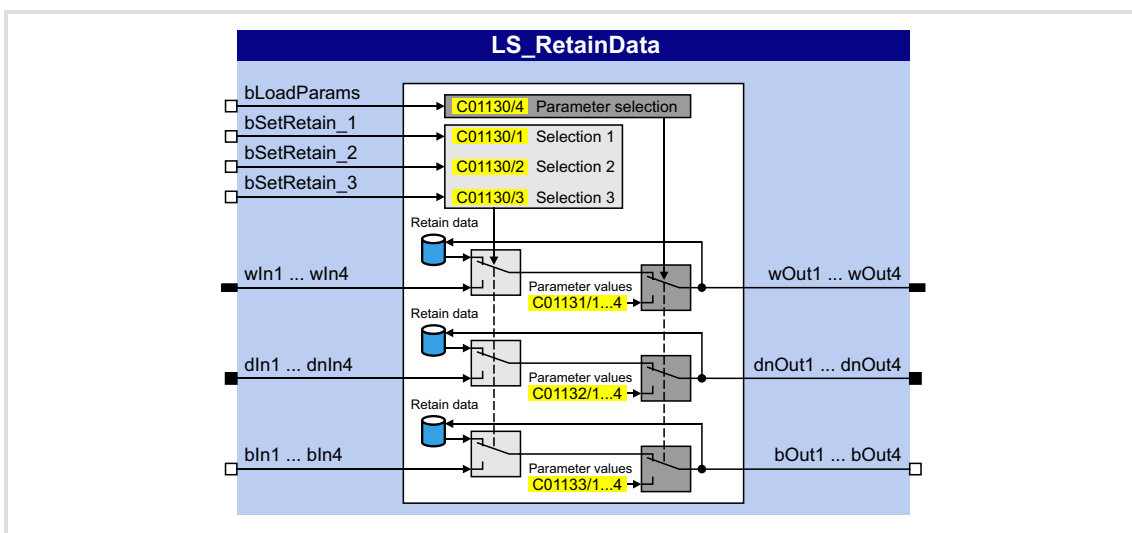 LS_RetainData
bLoadParams
C01130/4 Parameter selection
bSetRetain_1
C01130/1 Selection 1
bSetRetain_2
C01130/2 Selection 2
bSetRetain_3
C01130/3 Selection 3
Retain data
wIn1 ... wIn4
Parameter values
C01131/1...4
wOut1 ... wOut4
Retain data
dIn1 ... dnIn4
Parameter values
C01132/1...4
dnOut1 ... dnOut4
Retain data
bIn1 ... bIn4
Parameter values
C01133/1...4
bOut1 ... bOut4